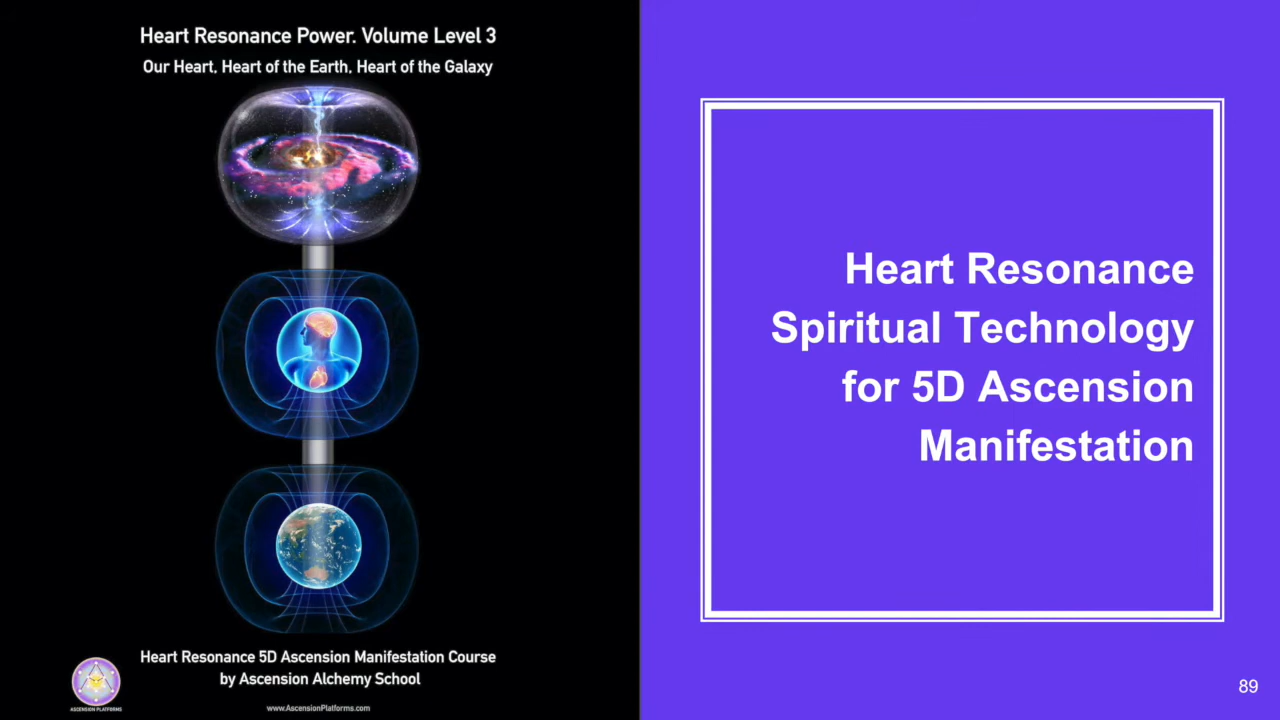 Heart Resonance Power. Volume Level 3
Our Heart, Heart of the Earth, Heart of the Galaxy
Heart Resonance 5D Ascension Manifestation Course
by Ascension Alchemy School
ASCENSION PLATFORMS
www.AscensionPlatforms.com
Heart Resonance
Spiritual Technology
for 5D Ascension
Manifestation
89